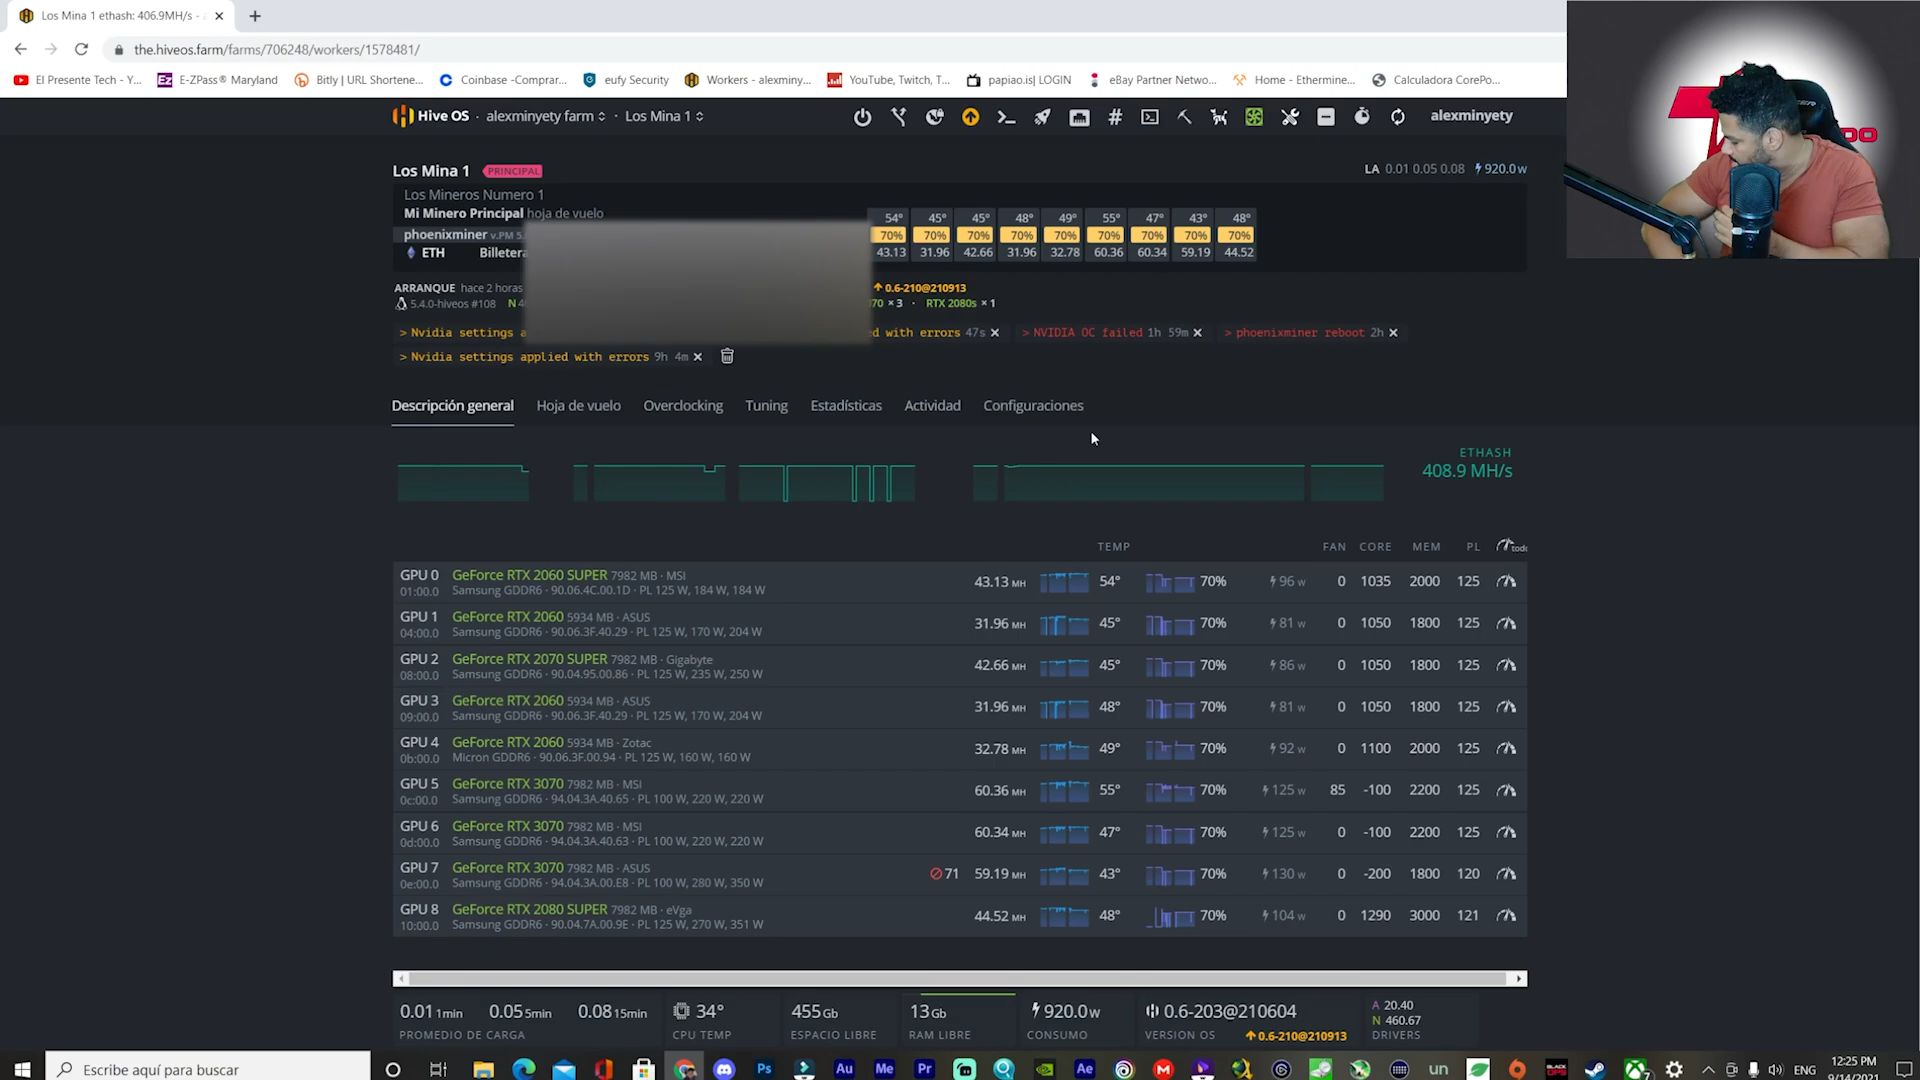 Los Mina 1 ethash: 406.9MH/s -
the.hiveos.farm/farms/706248/workers/1578481/
El Presente Tech - Y... E-ZPass® Maryland Bitly | URL Shortene... Coinbase -Comprar... eufy Security Workers - alexminy... YouTube, Twitch, T... papiao.is| LOGIN eBay Partner Netwo... Home - Ethermine... Calculadora CorePo...
Hive OS · alexminyety farm · Los Mina 1 alexminyety
Los Mina 1 PRINCIPAL LA 0.01 0.05 0.08 920.0 w
Los Mineros Numero 1
Mi Minero Principal hoja de vuelo 54° 45° 45° 48° 49° 55° 47° 43° 48°
phoenixminer v.PM 5. 70% 70% 70% 70% 70% 70% 70% 70% 70%
ETH Billetera 43.13 31.96 42.66 31.96 32.78 60.36 60.34 59.19 44.52
ARRANQUE hace 2 horas 0.6-210@210913
5.4.0-hiveos #108 N 70 × 3 · RTX 2080s × 1
> Nvidia settings ed with errors 47s × > NVIDIA OC failed 1h 59m × > phoenixminer reboot 2h ×
> Nvidia settings applied with errors 9h 4m ×
Descripción general Hoja de vuelo Overclocking Tuning Estadísticas Actividad Configuraciones
ETHASH
408.9 MH/s
TEMP FAN CORE MEM PL todo
GPU 0 GeForce RTX 2060 SUPER 7982 MB · MSI 43.13 MH 54° 70% 96 w 0 1035 2000 125
01:00.0 Samsung GDDR6 · 90.06.4C.00.1D · PL 125 W, 184 W, 184 W
GPU 1 GeForce RTX 2060 5934 MB · ASUS 31.96 MH 45° 70% 81 w 0 1050 1800 125
04:00.0 Samsung GDDR6 · 90.06.3F.40.29 · PL 125 W, 170 W, 204 W
GPU 2 GeForce RTX 2070 SUPER 7982 MB · Gigabyte 42.66 MH 45° 70% 86 w 0 1050 1800 125
08:00.0 Samsung GDDR6 · 90.04.95.00.86 · PL 125 W, 235 W, 250 W
GPU 3 GeForce RTX 2060 5934 MB · ASUS 31.96 MH 48° 70% 81 w 0 1050 1800 125
09:00.0 Samsung GDDR6 · 90.06.3F.40.29 · PL 125 W, 170 W, 204 W
GPU 4 GeForce RTX 2060 5934 MB · Zotac 32.78 MH 49° 70% 92 w 0 1100 2000 125
0b:00.0 Micron GDDR6 · 90.06.3F.00.94 · PL 125 W, 160 W, 160 W
GPU 5 GeForce RTX 3070 7982 MB · MSI 60.36 MH 55° 70% 125 w 85 -100 2200 125
0c:00.0 Samsung GDDR6 · 94.04.3A.40.65 · PL 100 W, 220 W, 220 W
GPU 6 GeForce RTX 3070 7982 MB · MSI 60.34 MH 47° 70% 125 w 0 -100 2200 125
0d:00.0 Samsung GDDR6 · 94.04.3A.40.63 · PL 100 W, 220 W, 220 W
GPU 7 GeForce RTX 3070 7982 MB · ASUS 71 59.19 MH 43° 70% 130 w 0 -200 1800 120
0e:00.0 Samsung GDDR6 · 94.04.3A.00.E8 · PL 100 W, 280 W, 350 W
GPU 8 GeForce RTX 2080 SUPER 7982 MB · eVga 44.52 MH 48° 70% 104 w 0 1290 3000 121
10:00.0 Samsung GDDR6 · 90.04.7A.00.9E · PL 125 W, 270 W, 351 W
0.01 1min 0.05 5min 0.08 15min 34° 455Gb 13Gb 920.0w 0.6-203@210604 A 20.40
N 460.67
PROMEDIO DE CARGA CPU TEMP ESPACIO LIBRE RAM LIBRE CONSUMO VERSION OS 0.6-210@210913 DRIVERS
Escribe aquí para buscar ENG 12:25 PM
9/14/2021